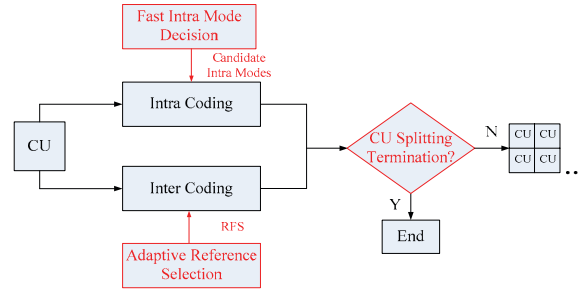 Fast Intra Mode
Decision
Candidate
Intra Modes
Intra Coding
CU
Inter Coding
RFS
Adaptive Reference
Selection
CU Splitting
Termination?
N
Y
End
CU CU
CU CU
..